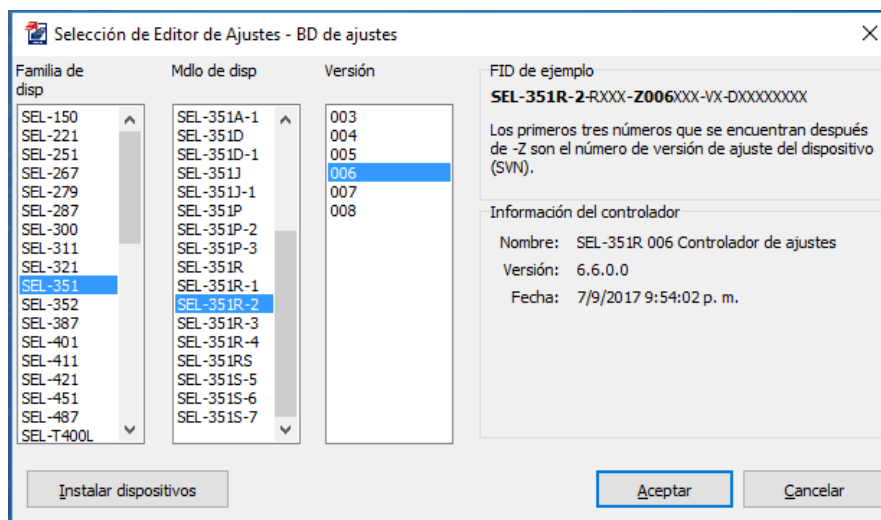 Selección de Editor de Ajustes - BD de ajustes
Familia de
disp
Mdlo de disp
Versión
SEL-150
SEL-221
SEL-251
SEL-267
SEL-279
SEL-287
SEL-300
SEL-311
SEL-321
SEL-351
SEL-352
SEL-387
SEL-401
SEL-411
SEL-421
SEL-451
SEL-487
SEL-T400L
SEL-351A-1
SEL-351D
SEL-351D-1
SEL-351J
SEL-351J-1
SEL-351P
SEL-351P-2
SEL-351P-3
SEL-351R
SEL-351R-1
SEL-351R-2
SEL-351R-3
SEL-351R-4
SEL-351RS
SEL-351S-5
SEL-351S-6
SEL-351S-7
003
004
005
006
007
008
FID de ejemplo
SEL-351R-2-RXXX-Z006XXX-VX-DXXXXXXXX
Los primeros tres números que se encuentran después
de -Z son el número de versión de ajuste del dispositivo
(SVN).
Información del controlador
Nombre: SEL-351R 006 Controlador de ajustes
Versión: 6.6.0.0
Fecha: 7/9/2017 9:54:02 p. m.
Instalar dispositivos
Aceptar
Cancelar